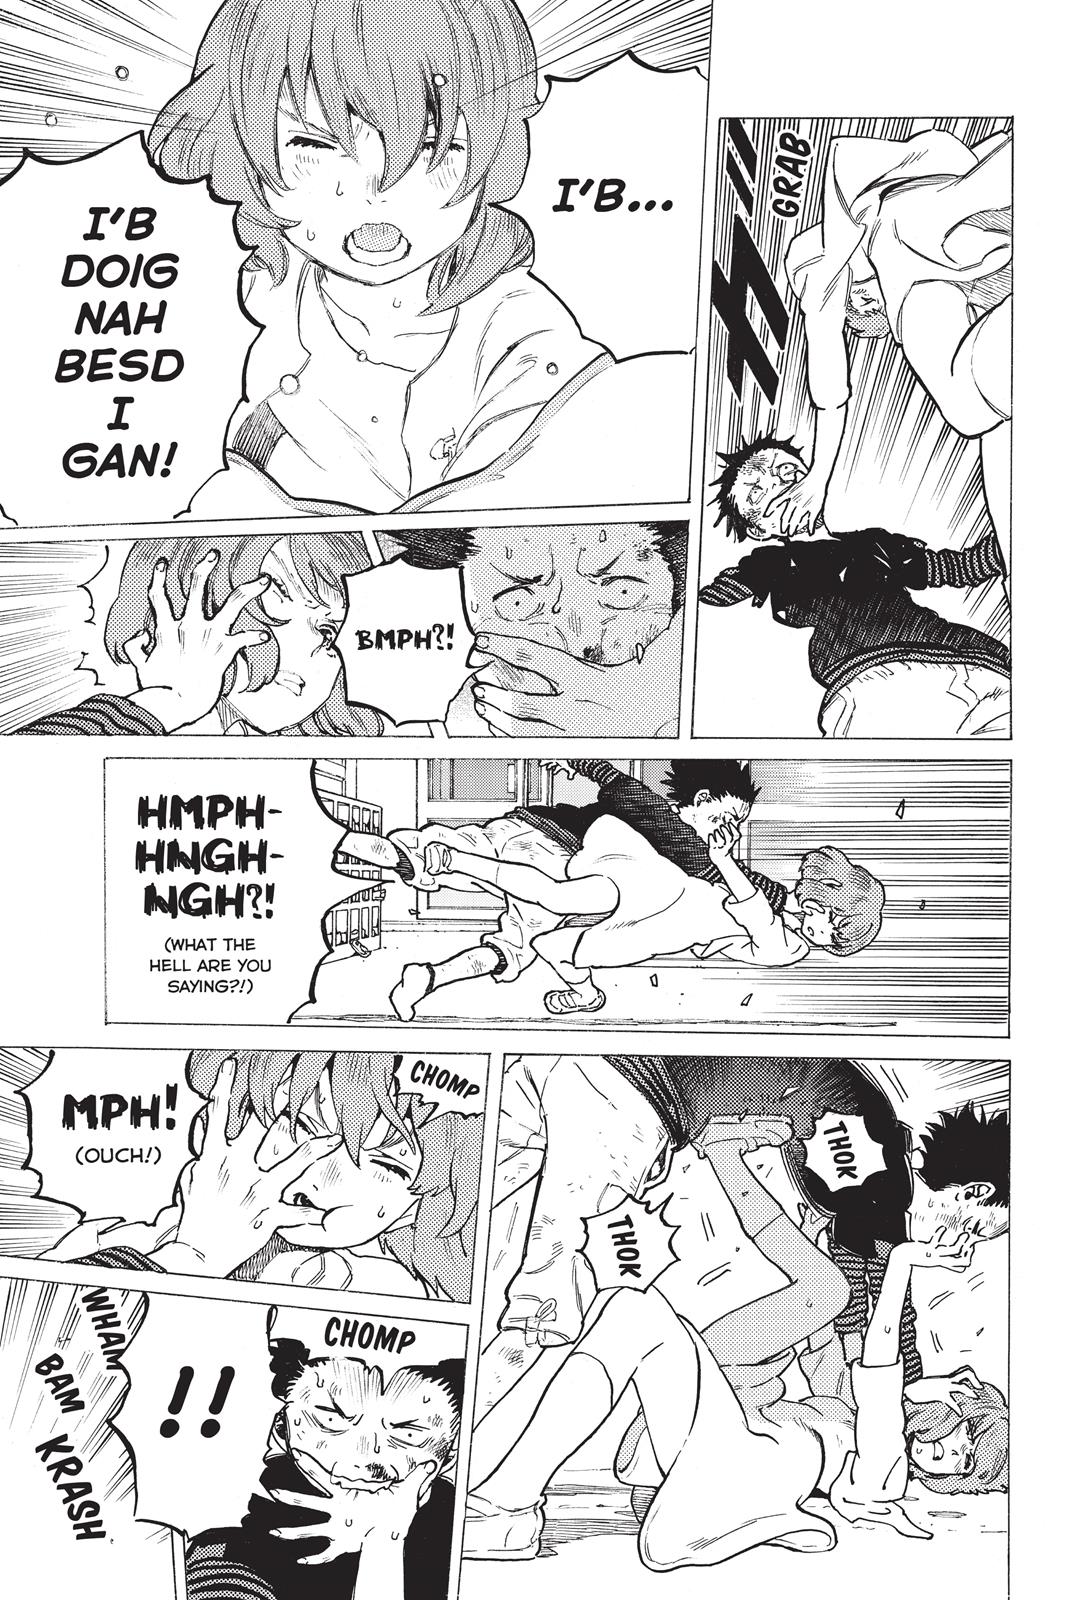 GRAB
I'B...
I'B
DOIG
NAH
BESD
I
GAN!
BMPH?!
HMPH-
HNGH-
NGH?!
(WHAT THE
HELL ARE YOU
SAYING?!)
THOK
THOK
CHOMP
MPH!
(OUCH!)
CHOMP
!!
WHAM
BAM
KRASH